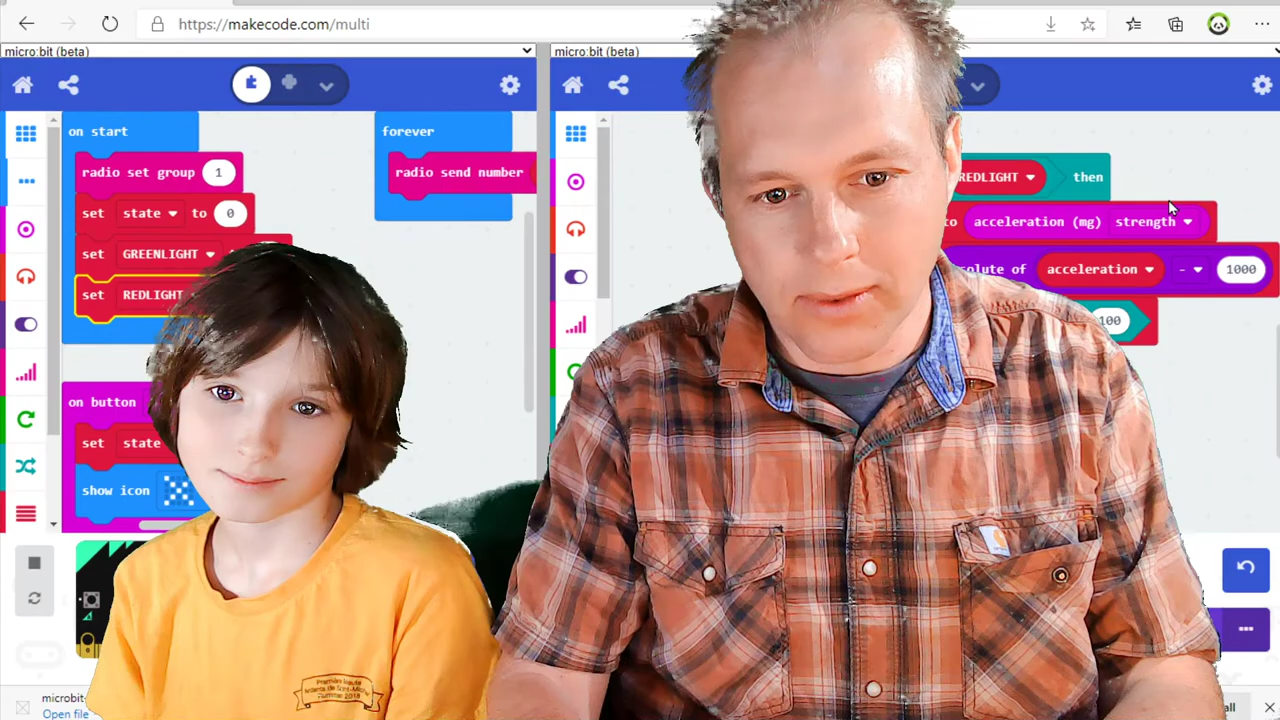 https://makecode.com/multi
micro:bit (beta)
on start
radio set group 1
set state to 0
set GREENLIGHT
set REDLIGHT
forever
radio send number
on button
set state
show icon
microbit
Open file
micro:bit (beta)
REDLIGHT then
acceleration (mg) strength
of acceleration - 1000
100